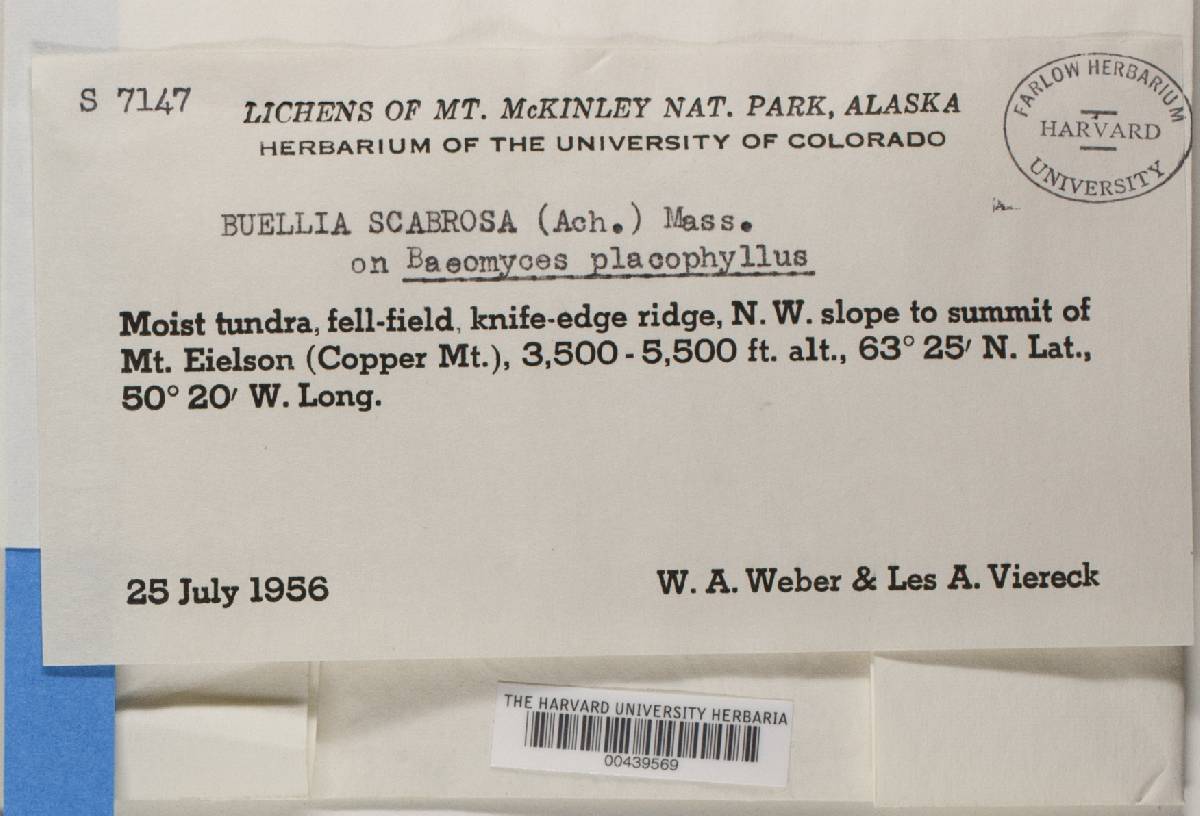 S 7147
LICHENS OF MT. McKINLEY NAT. PARK, ALASKA
HERBARIUM OF THE UNIVERSITY OF COLORADO
FARLOW HERBARIUM
HARVARD
UNIVERSITY
BUELLIA SCABROSA (Ach.) Mass.
on Baeomyces placophyllus
Moist tundra, fell-field, knife-edge ridge, N. W. slope to summit of
Mt. Eielson (Copper Mt.), 3,500 - 5,500 ft. alt., 63° 25′ N. Lat.,
50° 20′ W. Long.
25 July 1956
W. A. Weber & Les A. Viereck
THE HARVARD UNIVERSITY HERBARIA
00439569